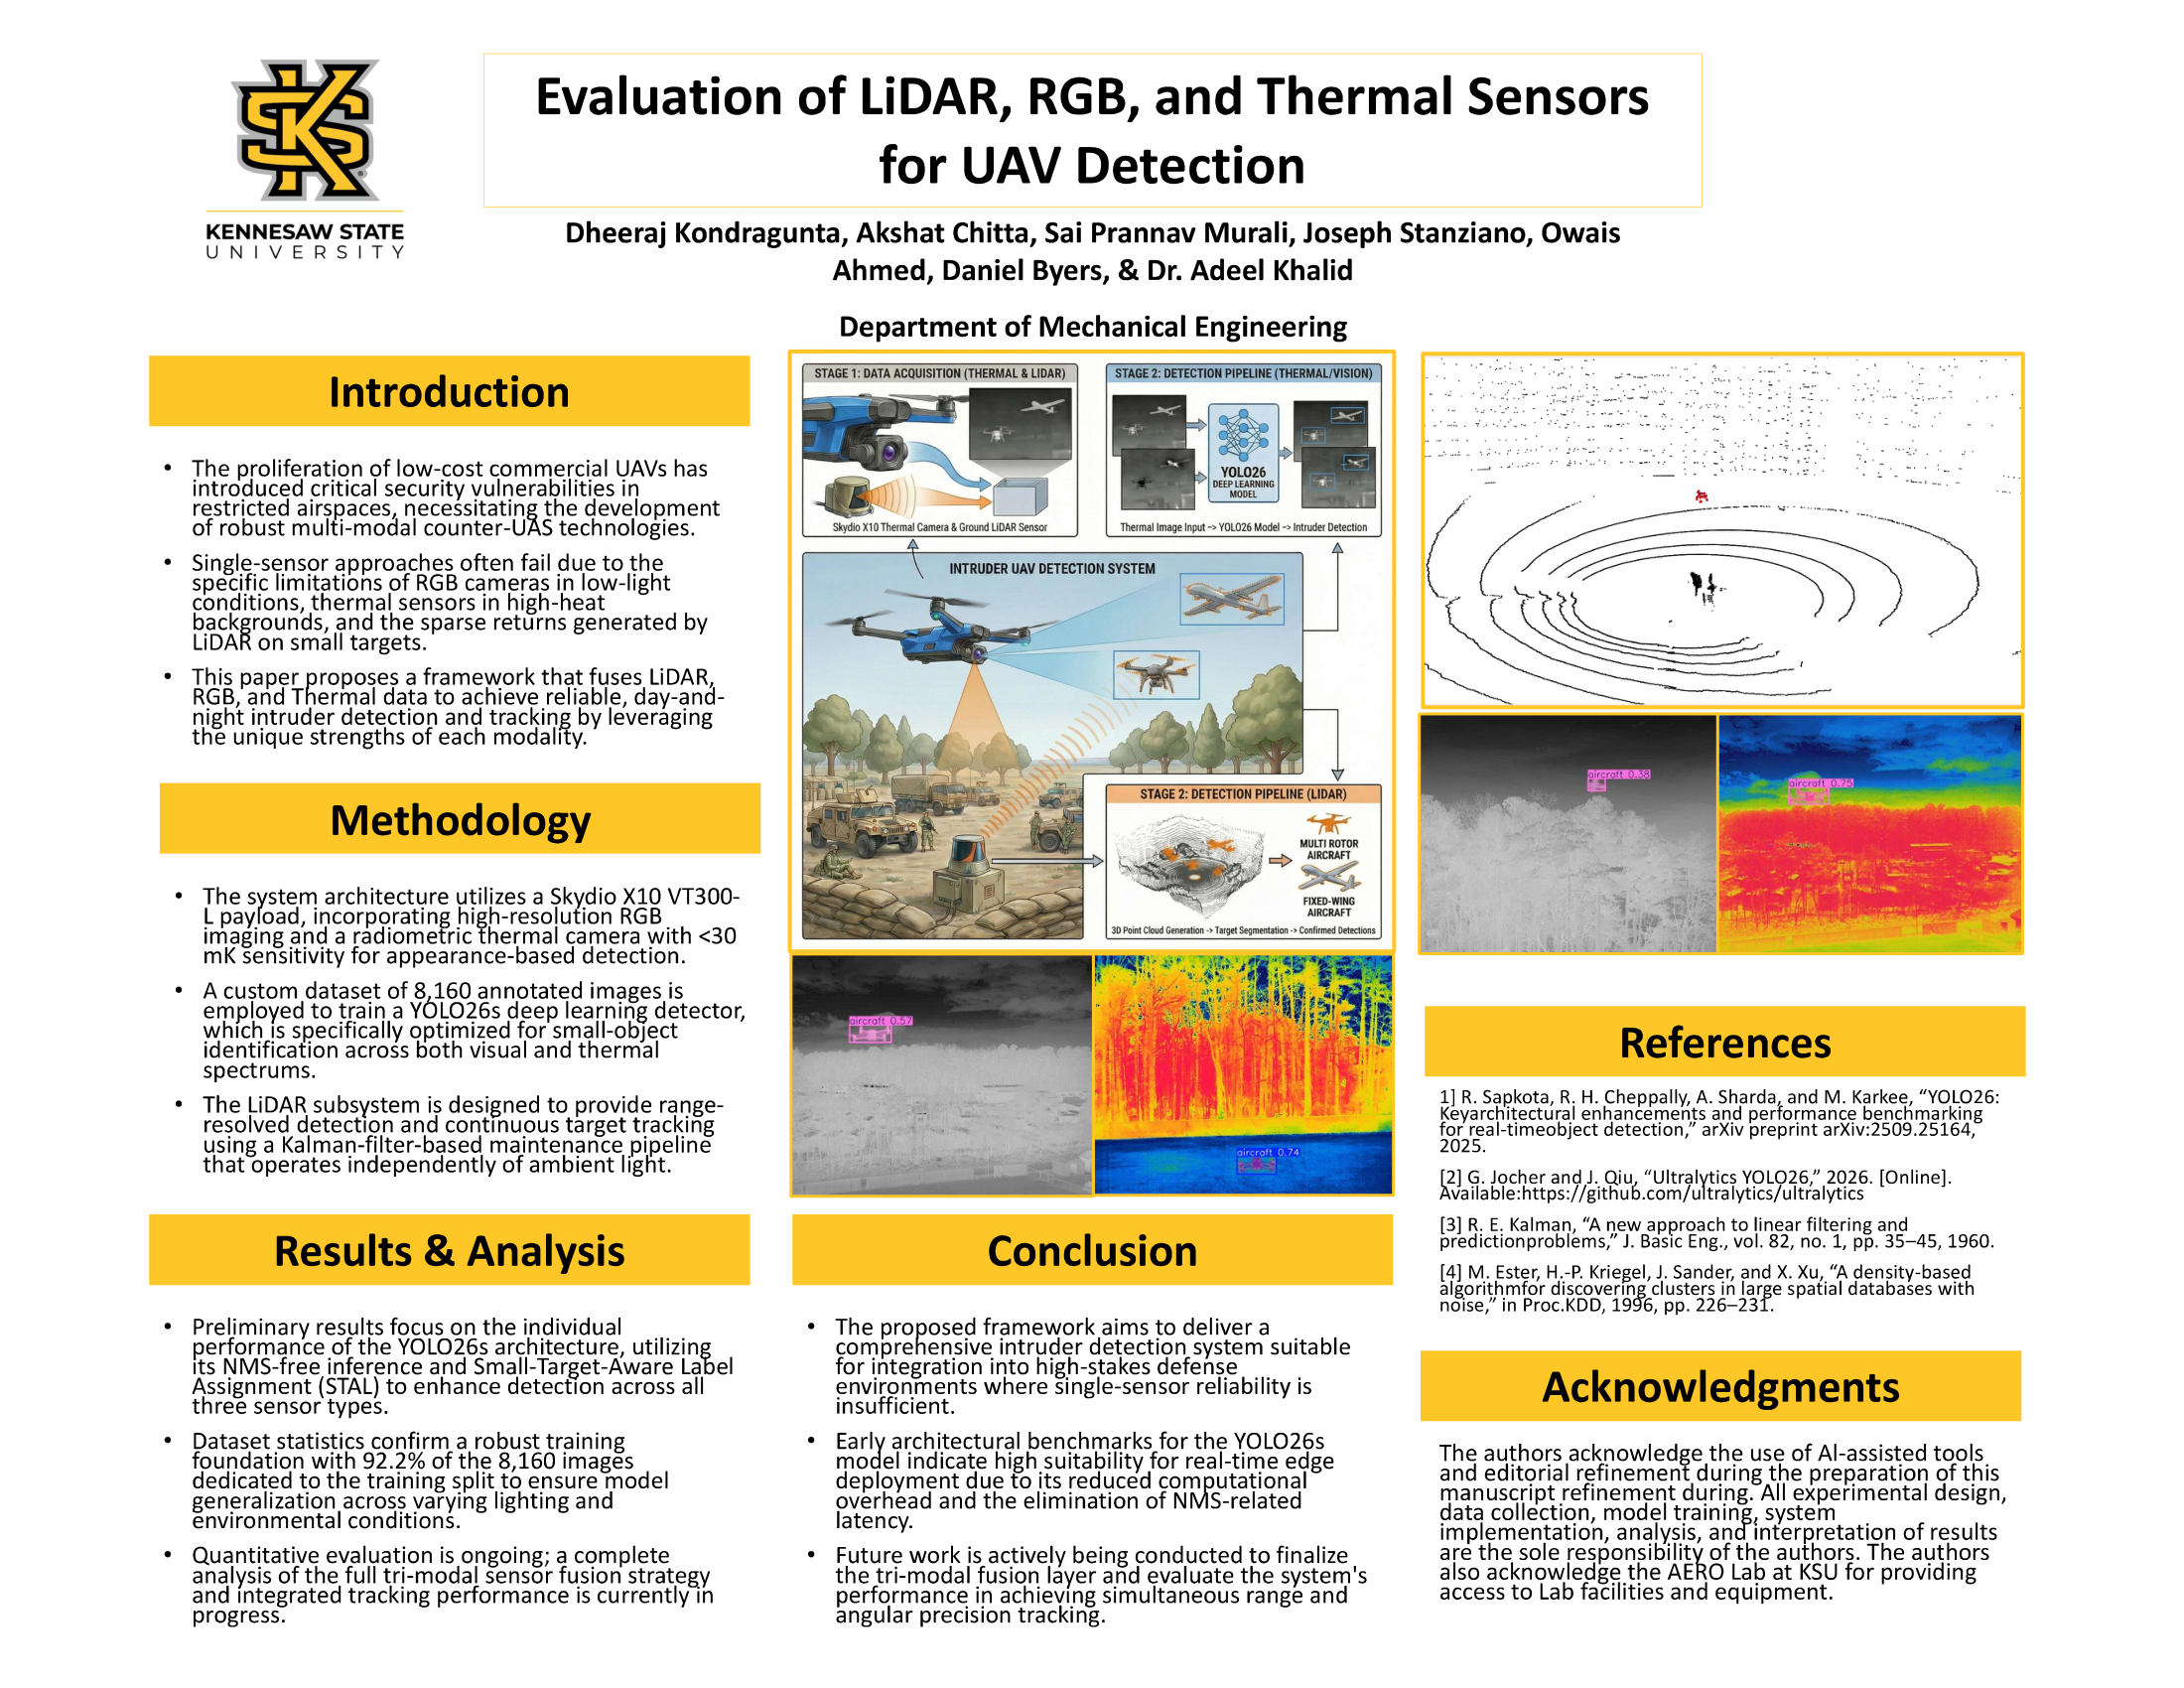 KENNESAW STATE
UNIVERSITY
Evaluation of LiDAR, RGB, and Thermal Sensors
for UAV Detection
Dheeraj Kondragunta, Akshat Chitta, Sai Prannav Murali, Joseph Stanziano, Owais
Ahmed, Daniel Byers, & Dr. Adeel Khalid
Department of Mechanical Engineering
Introduction
• The proliferation of low-cost commercial UAVs has
introduced critical security vulnerabilities in
restricted airspaces, necessitating the development
of robust multi-modal counter-UAS technologies.
• Single-sensor approaches often fail due to the
specific limitations of RGB cameras in low-light
conditions, thermal sensors in high-heat
backgrounds, and the sparse returns generated by
LiDAR on small targets.
• This paper proposes a framework that fuses LiDAR,
RGB, and Thermal data to achieve reliable, day-and-
night intruder detection and tracking by leveraging
the unique strengths of each modality.
Methodology
• The system architecture utilizes a Skydio X10 VT300-
L payload, incorporating high-resolution RGB
imaging and a radiometric thermal camera with <30
mK sensitivity for appearance-based detection.
• A custom dataset of 8,160 annotated images is
employed to train a YOLO26s deep learning detector,
which is specifically optimized for small-object
identification across both visual and thermal
spectrums.
• The LiDAR subsystem is designed to provide range-
resolved detection and continuous target tracking
using a Kalman-filter-based maintenance pipeline
that operates independently of ambient light.
Results & Analysis
• Preliminary results focus on the individual
performance of the YOLO26s architecture, utilizing
its NMS-free inference and Small-Target-Aware Label
Assignment (STAL) to enhance detection across all
three sensor types.
• Dataset statistics confirm a robust training
foundation with 92.2% of the 8,160 images
dedicated to the training split to ensure model
generalization across varying lighting and
environmental conditions.
• Quantitative evaluation is ongoing; a complete
analysis of the full tri-modal sensor fusion strategy
and integrated tracking performance is currently in
progress.
STAGE 1: DATA ACQUISITION (THERMAL & LIDAR)
Skydio X10 Thermal Camera & Ground LiDAR Sensor
STAGE 2: DETECTION PIPELINE (THERMAL/VISION)
YOLO26
DEEP LEARNING
MODEL
Thermal Image Input -> YOLO26 Model -> Intruder Detection
INTRUDER UAV DETECTION SYSTEM
STAGE 2: DETECTION PIPELINE (LIDAR)
MULTI ROTOR
AIRCRAFT
FIXED-WING
AIRCRAFT
3D Point Cloud Generation -> Target Segmentation -> Confirmed Detections
aircraft 0.57
aircraft 0.74
Conclusion
• The proposed framework aims to deliver a
comprehensive intruder detection system suitable
for integration into high-stakes defense
environments where single-sensor reliability is
insufficient.
• Early architectural benchmarks for the YOLO26s
model indicate high suitability for real-time edge
deployment due to its reduced computational
overhead and the elimination of NMS-related
latency.
• Future work is actively being conducted to finalize
the tri-modal fusion layer and evaluate the system's
performance in achieving simultaneous range and
angular precision tracking.
aircraft 0.38
aircraft 0.75
References
1] R. Sapkota, R. H. Cheppally, A. Sharda, and M. Karkee, “YOLO26:
Keyarchitectural enhancements and performance benchmarking
for real-timeobject detection,” arXiv preprint arXiv:2509.25164,
2025.
[2] G. Jocher and J. Qiu, “Ultralytics YOLO26,” 2026. [Online].
Available:https://github.com/ultralytics/ultralytics
[3] R. E. Kalman, “A new approach to linear filtering and
predictionproblems,” J. Basic Eng., vol. 82, no. 1, pp. 35–45, 1960.
[4] M. Ester, H.-P. Kriegel, J. Sander, and X. Xu, “A density-based
algorithmfor discovering clusters in large spatial databases with
noise,” in Proc.KDD, 1996, pp. 226–231.
Acknowledgments
The authors acknowledge the use of AI-assisted tools
and editorial refinement during the preparation of this
manuscript refinement during. All experimental design,
data collection, model training, system
implementation, analysis, and interpretation of results
are the sole responsibility of the authors. The authors
also acknowledge the AERO Lab at KSU for providing
access to Lab facilities and equipment.